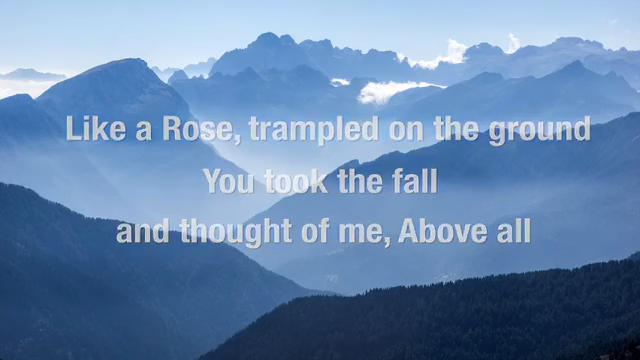 Like a Rose, trampled on the ground
You took the fall
and thought of me, Above all